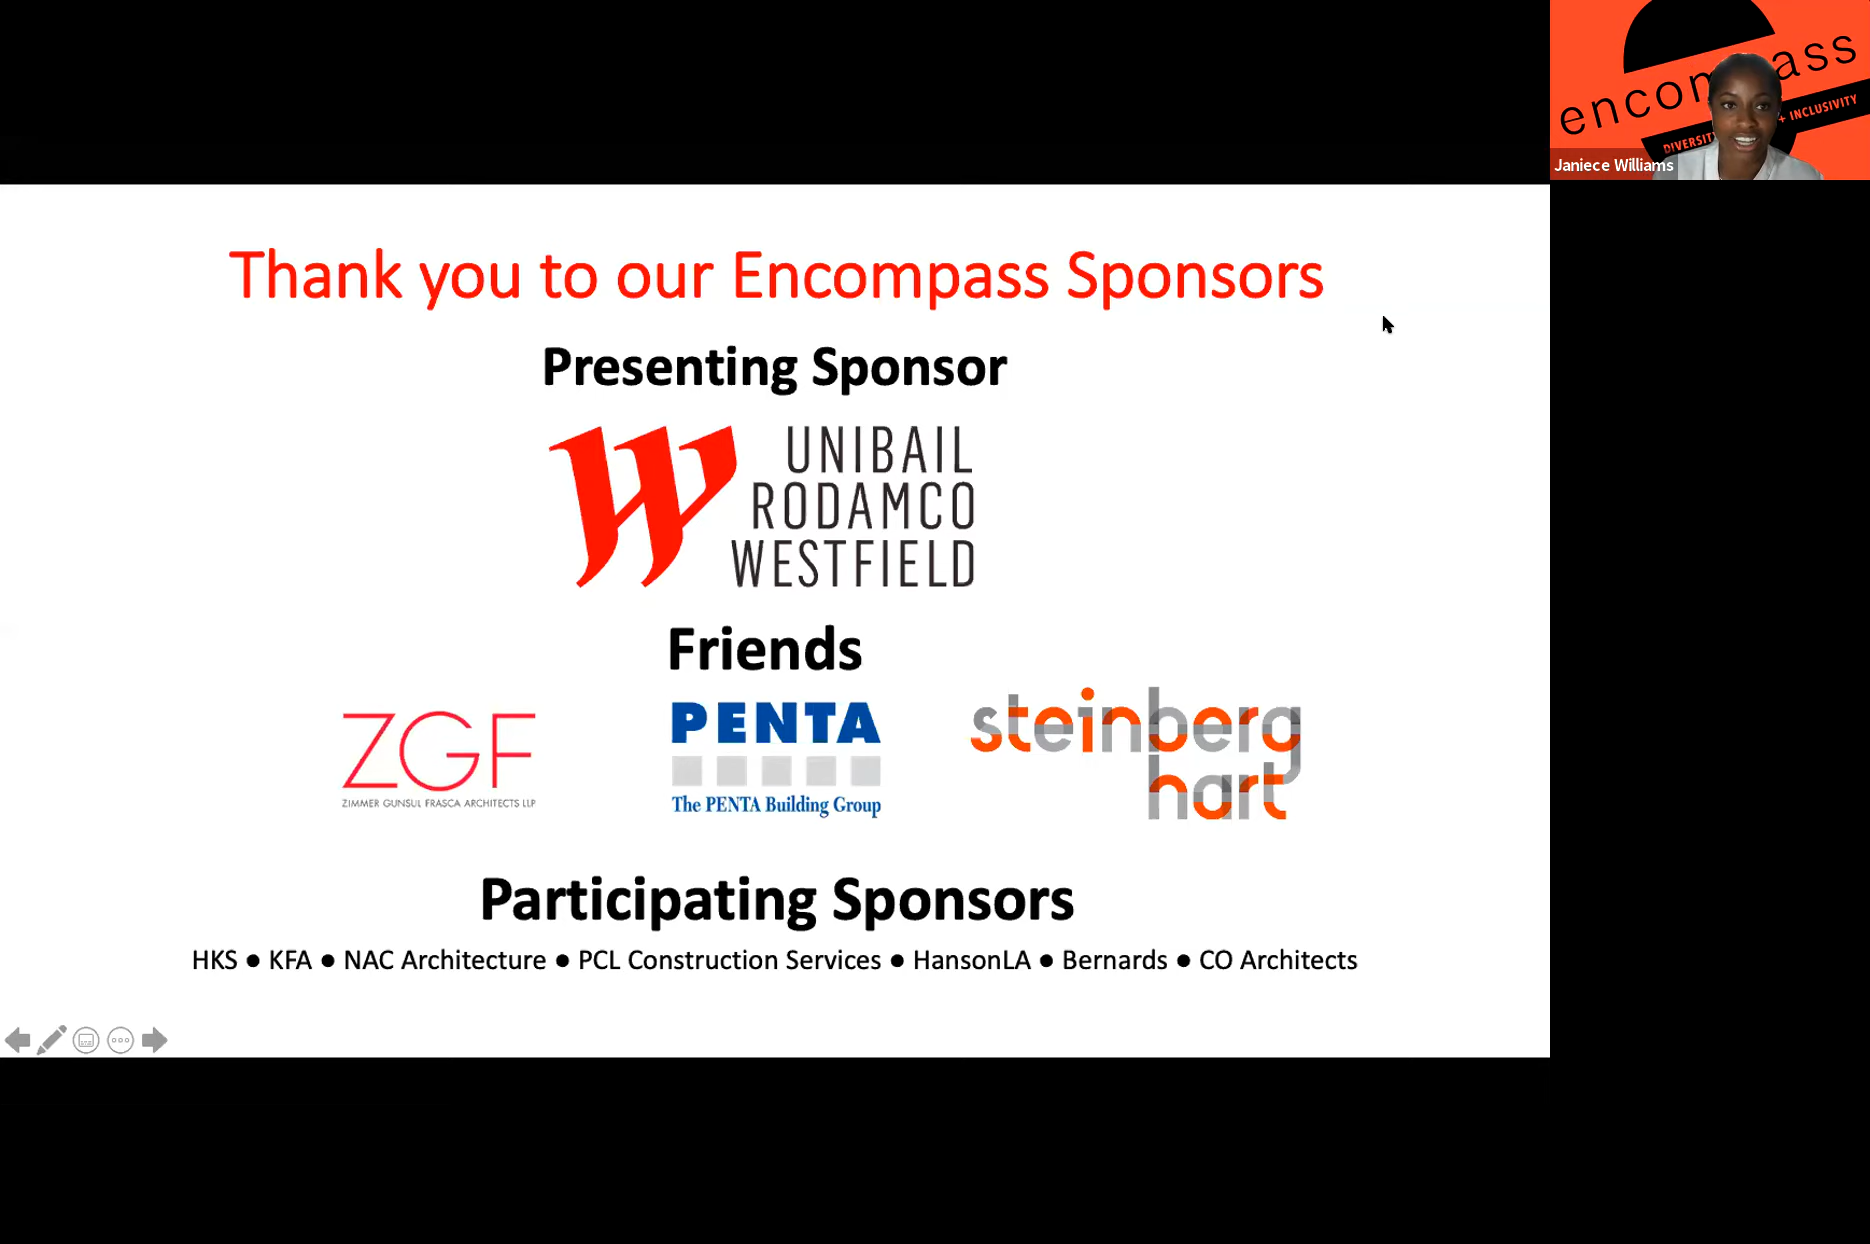 encompass
DIVERSITY + INCLUSIVITY
Janiece Williams
Thank you to our Encompass Sponsors
Presenting Sponsor
UNIBAIL
RODAMCO
WESTFIELD
Friends
ZGF
ZIMMER GUNSUL FRASCA ARCHITECTS LLP
PENTA
The PENTA Building Group
steinberg
hart
Participating Sponsors
HKS ● KFA ● NAC Architecture ● PCL Construction Services ● HansonLA ● Bernards ● CO Architects